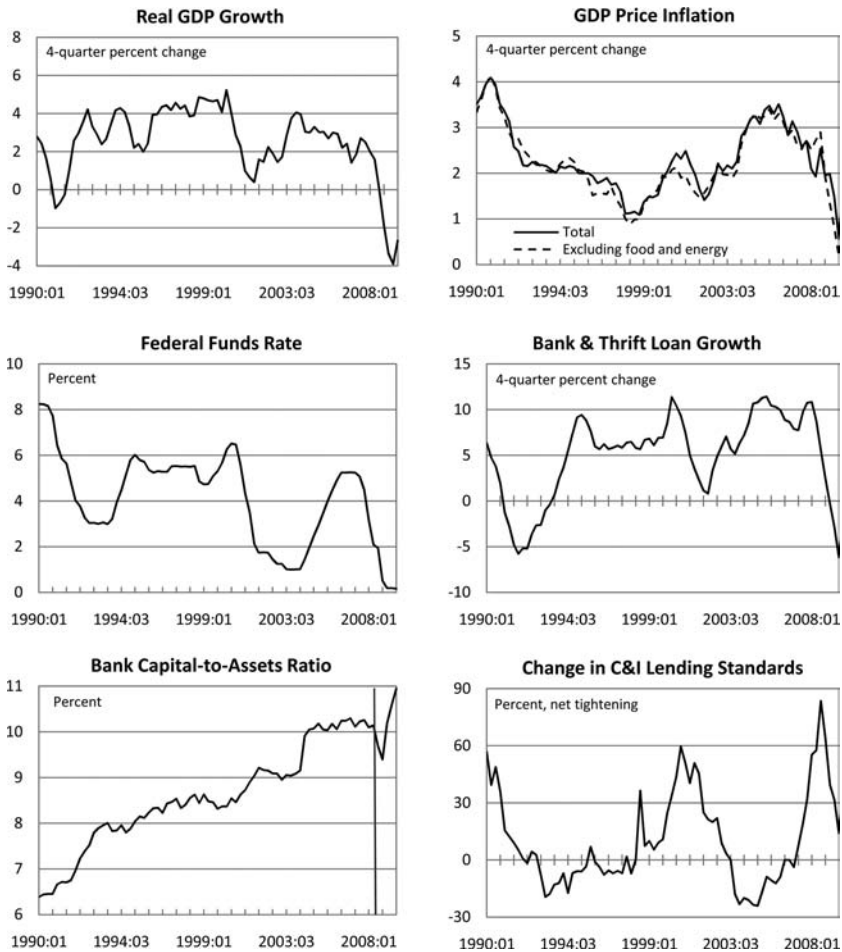 Real GDP Growth
4-quarter percent change
8
6
4
2
0
-2
-4
1990:01 1994:03 1999:01 2003:03 2008:01
GDP Price Inflation
4-quarter percent change
5
4
3
2
1
0
Total
Excluding food and energy
1990:01 1994:03 1999:01 2003:03 2008:01
Federal Funds Rate
Percent
10
8
6
4
2
0
1990:01 1994:03 1999:01 2003:03 2008:01
Bank & Thrift Loan Growth
4-quarter percent change
15
10
5
0
-5
-10
1990:01 1994:03 1999:01 2003:03 2008:01
Bank Capital-to-Assets Ratio
Percent
11
10
9
8
7
6
1990:01 1994:03 1999:01 2003:03 2008:01
Change in C&I Lending Standards
Percent, net tightening
90
60
30
0
-30
1990:01 1994:03 1999:01 2003:03 2008:01